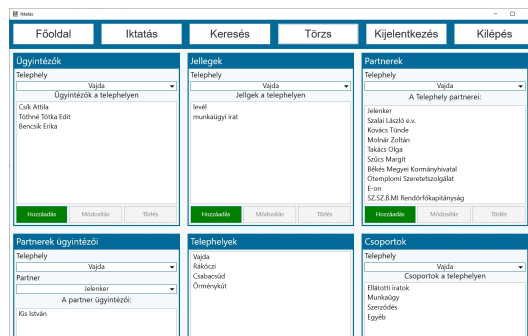 Iktatás
Főoldal
Iktatás
Keresés
Törzs
Kijelentkezés
Kilépés
Ügyintézők
Telephely
Vajda
Ügyintézők a telephelyen
Csík Attila
Tóthné Tótka Edit
Bencsik Erika
Hozzáadás
Módosítás
Törlés
Jellegek
Telephely
Vajda
Jellgek a telephelyen
levél
munkaügyi irat
Hozzáadás
Módosítás
Törlés
Partnerek
Telephely
Vajda
A Telephely partnerei:
Jelenker
Szalai László e.v.
Kovács Tünde
Molnár Zoltán
Takács Olga
Szűcs Margit
Békés Megyei Kormányhivatal
Ótemplomi Szeretetszolgálat
E-on
SZ.SZ.B.MI Rendőrfőkapitányság
Hozzáadás
Módosítás
Törlés
Partnerek ügyintézői
Telephely
Vajda
Partner
Jelenker
A partner ügyintézői:
Kis István
Telephelyek
Vajda
Rákóczi
Csabacsűd
Örménykút
Csoportok
Telephely
Vajda
Csoportok a telephelyen
Ellátotti iratok
Munkaügy
Szerződés
Egyéb